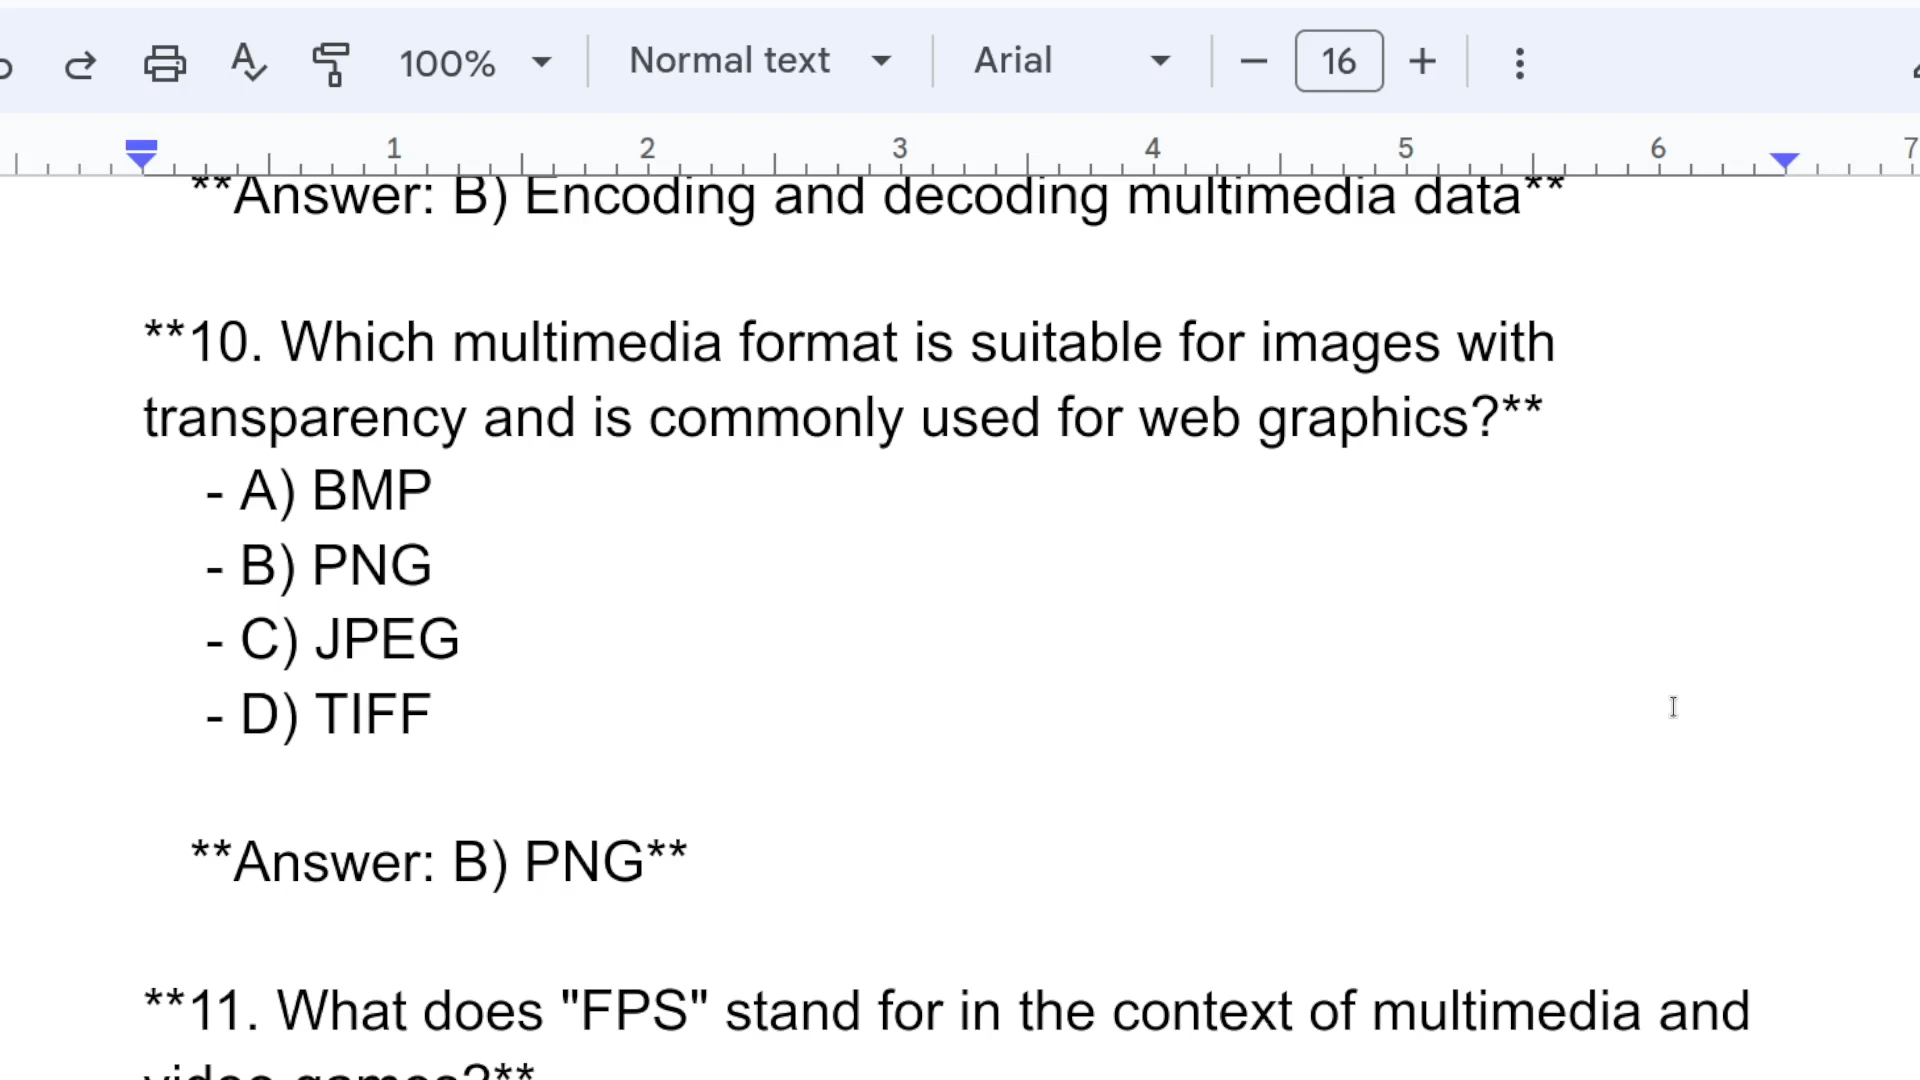 100% Normal text Arial 16
1 2 3 4 5 6 7
**Answer: B) Encoding and decoding multimedia data**
**10. Which multimedia format is suitable for images with
transparency and is commonly used for web graphics?**
- A) BMP
- B) PNG
- C) JPEG
- D) TIFF
**Answer: B) PNG**
**11. What does "FPS" stand for in the context of multimedia and
video games?**